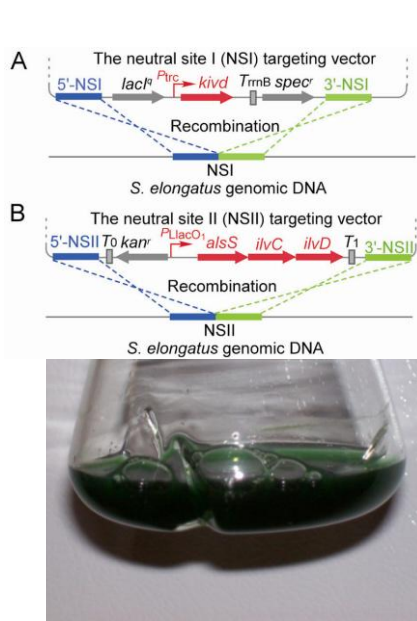 A
The neutral site I (NSI) targeting vector
5'-NSI lacIq Ptrc kivd TrrnB specr 3'-NSI
Recombination
NSI
S. elongatus genomic DNA
B
The neutral site II (NSII) targeting vector
5'-NSII T0 kanr PLlacO1 alsS ilvC ilvD T1 3'-NSII
Recombination
NSII
S. elongatus genomic DNA